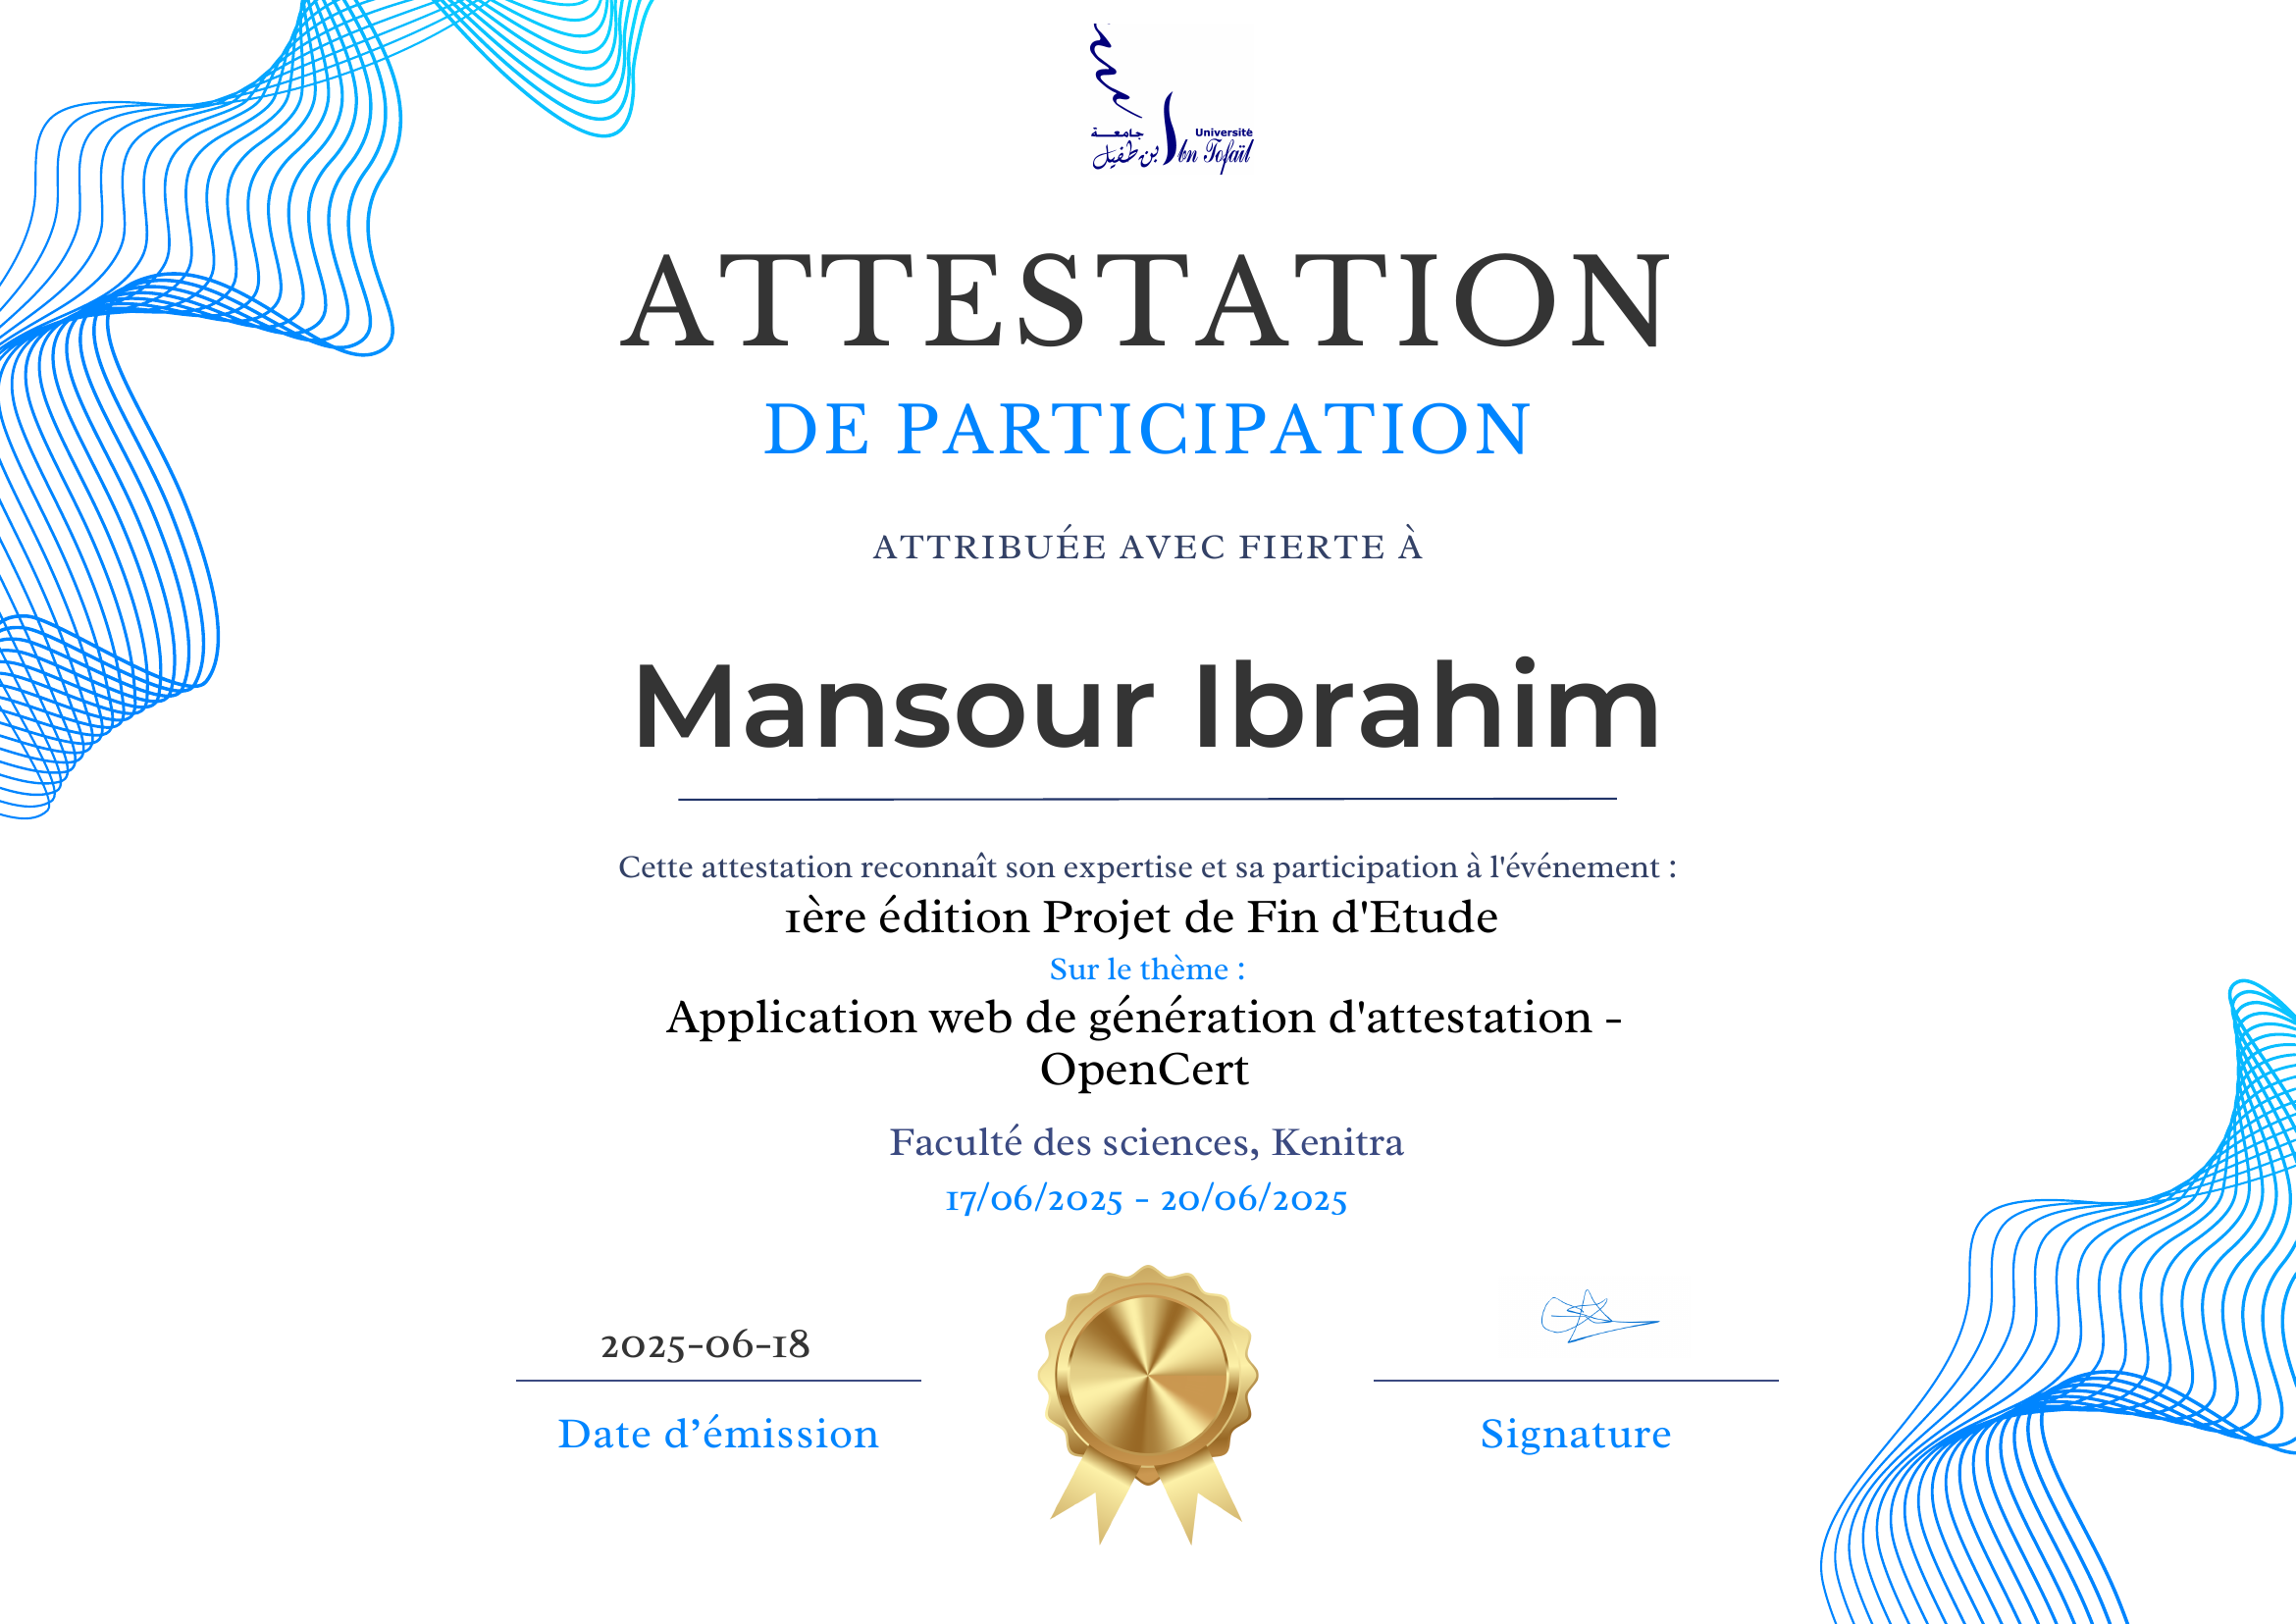 جامعة
بن طفيل
Université
Ibn Tofaïl
ATTESTATION
DE PARTICIPATION
ATTRIBUÉE AVEC FIERTE À
Mansour Ibrahim
Cette attestation reconnaît son expertise et sa participation à l'événement :
1ère édition Projet de Fin d'Etude
Sur le thème :
Application web de génération d'attestation -
OpenCert
Faculté des sciences, Kenitra
17/06/2025 - 20/06/2025
2025-06-18
Date d’émission
Signature